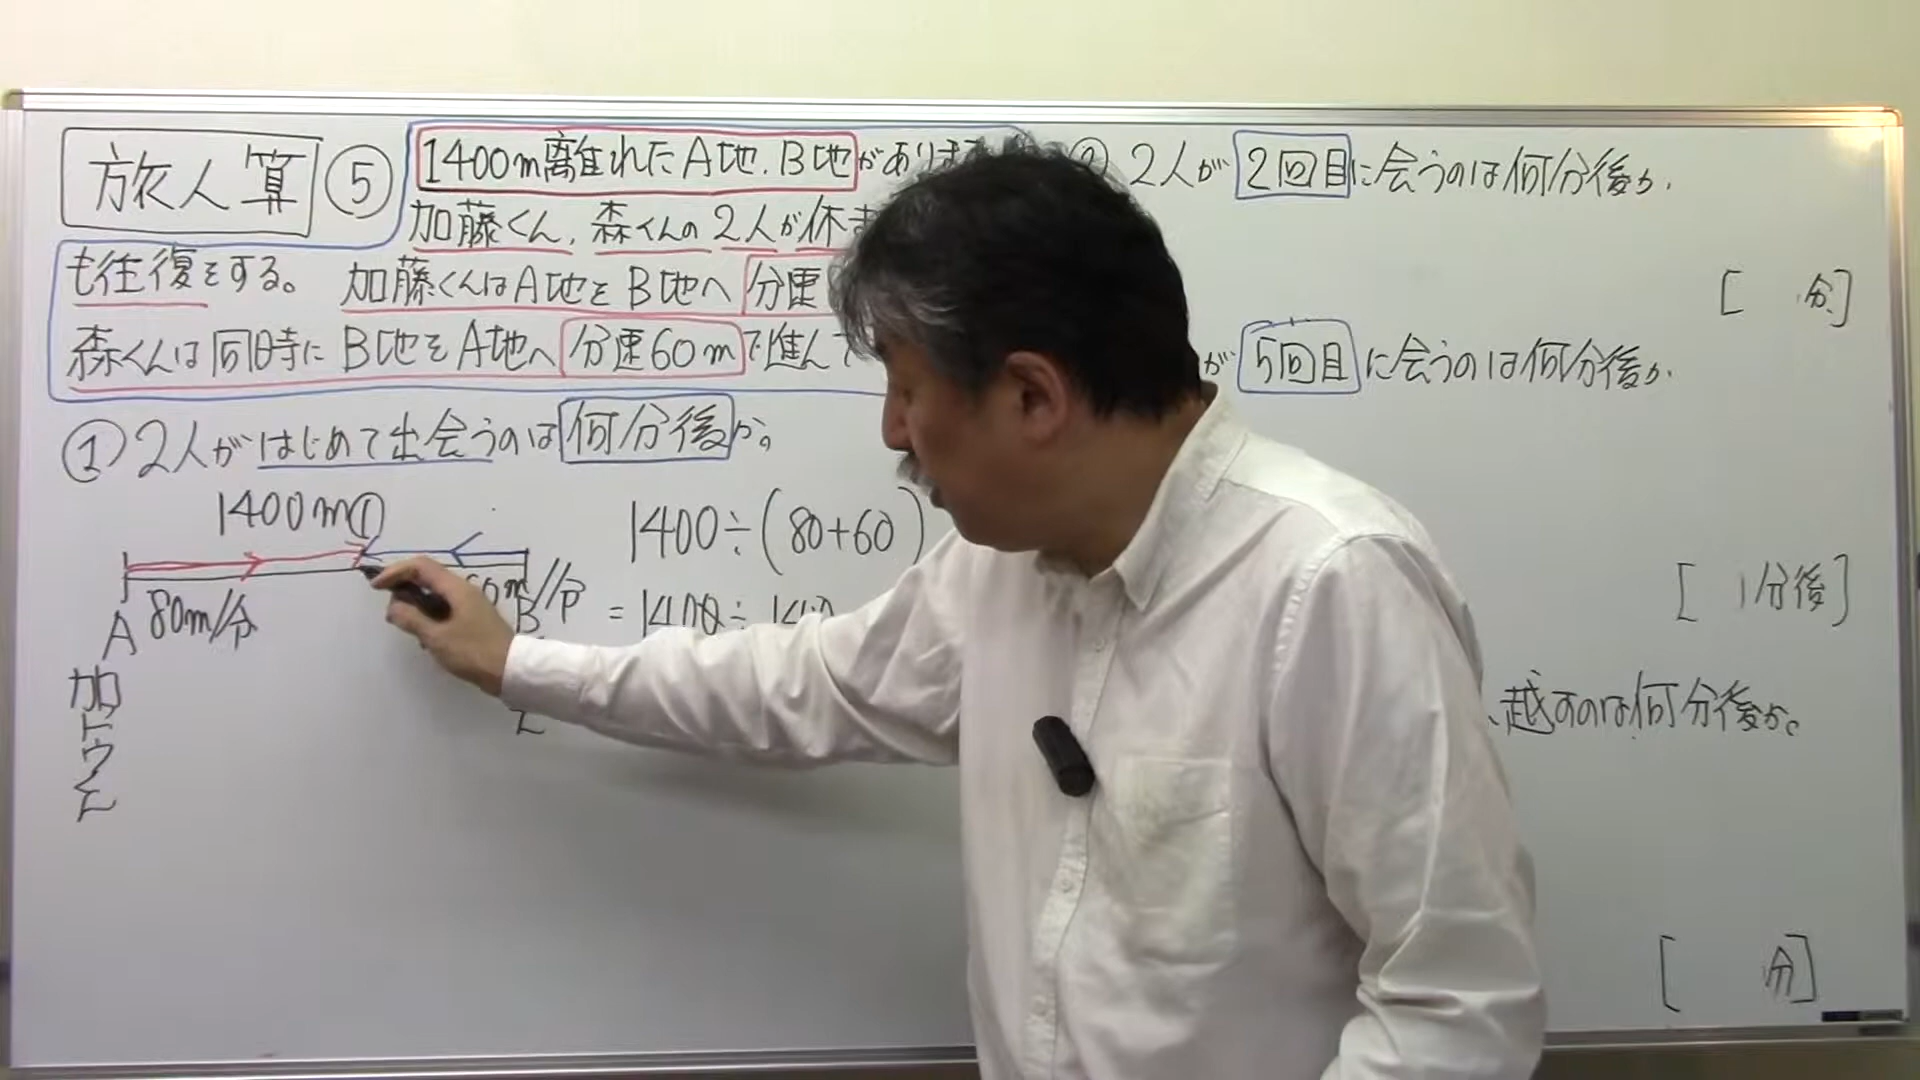 旅人算 ⑤
1400m離れたA地.B地がありま
加藤くん,森くんの2人が休ま
も往復をする。 加藤くんはA地をB地へ 分速
森くんは同時に B地をA地へ 分速60mで進んで
①2人がはじめて出会うのは何分後か。
1400m①
80m/分
0m/分
A
B
加トウくん
1400÷(80+60)
=1400÷140
2人が2回目に会うのは何分後か.
[ 分]
が5回目に会うのは何分後か.
[ 分後]
越すのは何分後か。
[ 分]